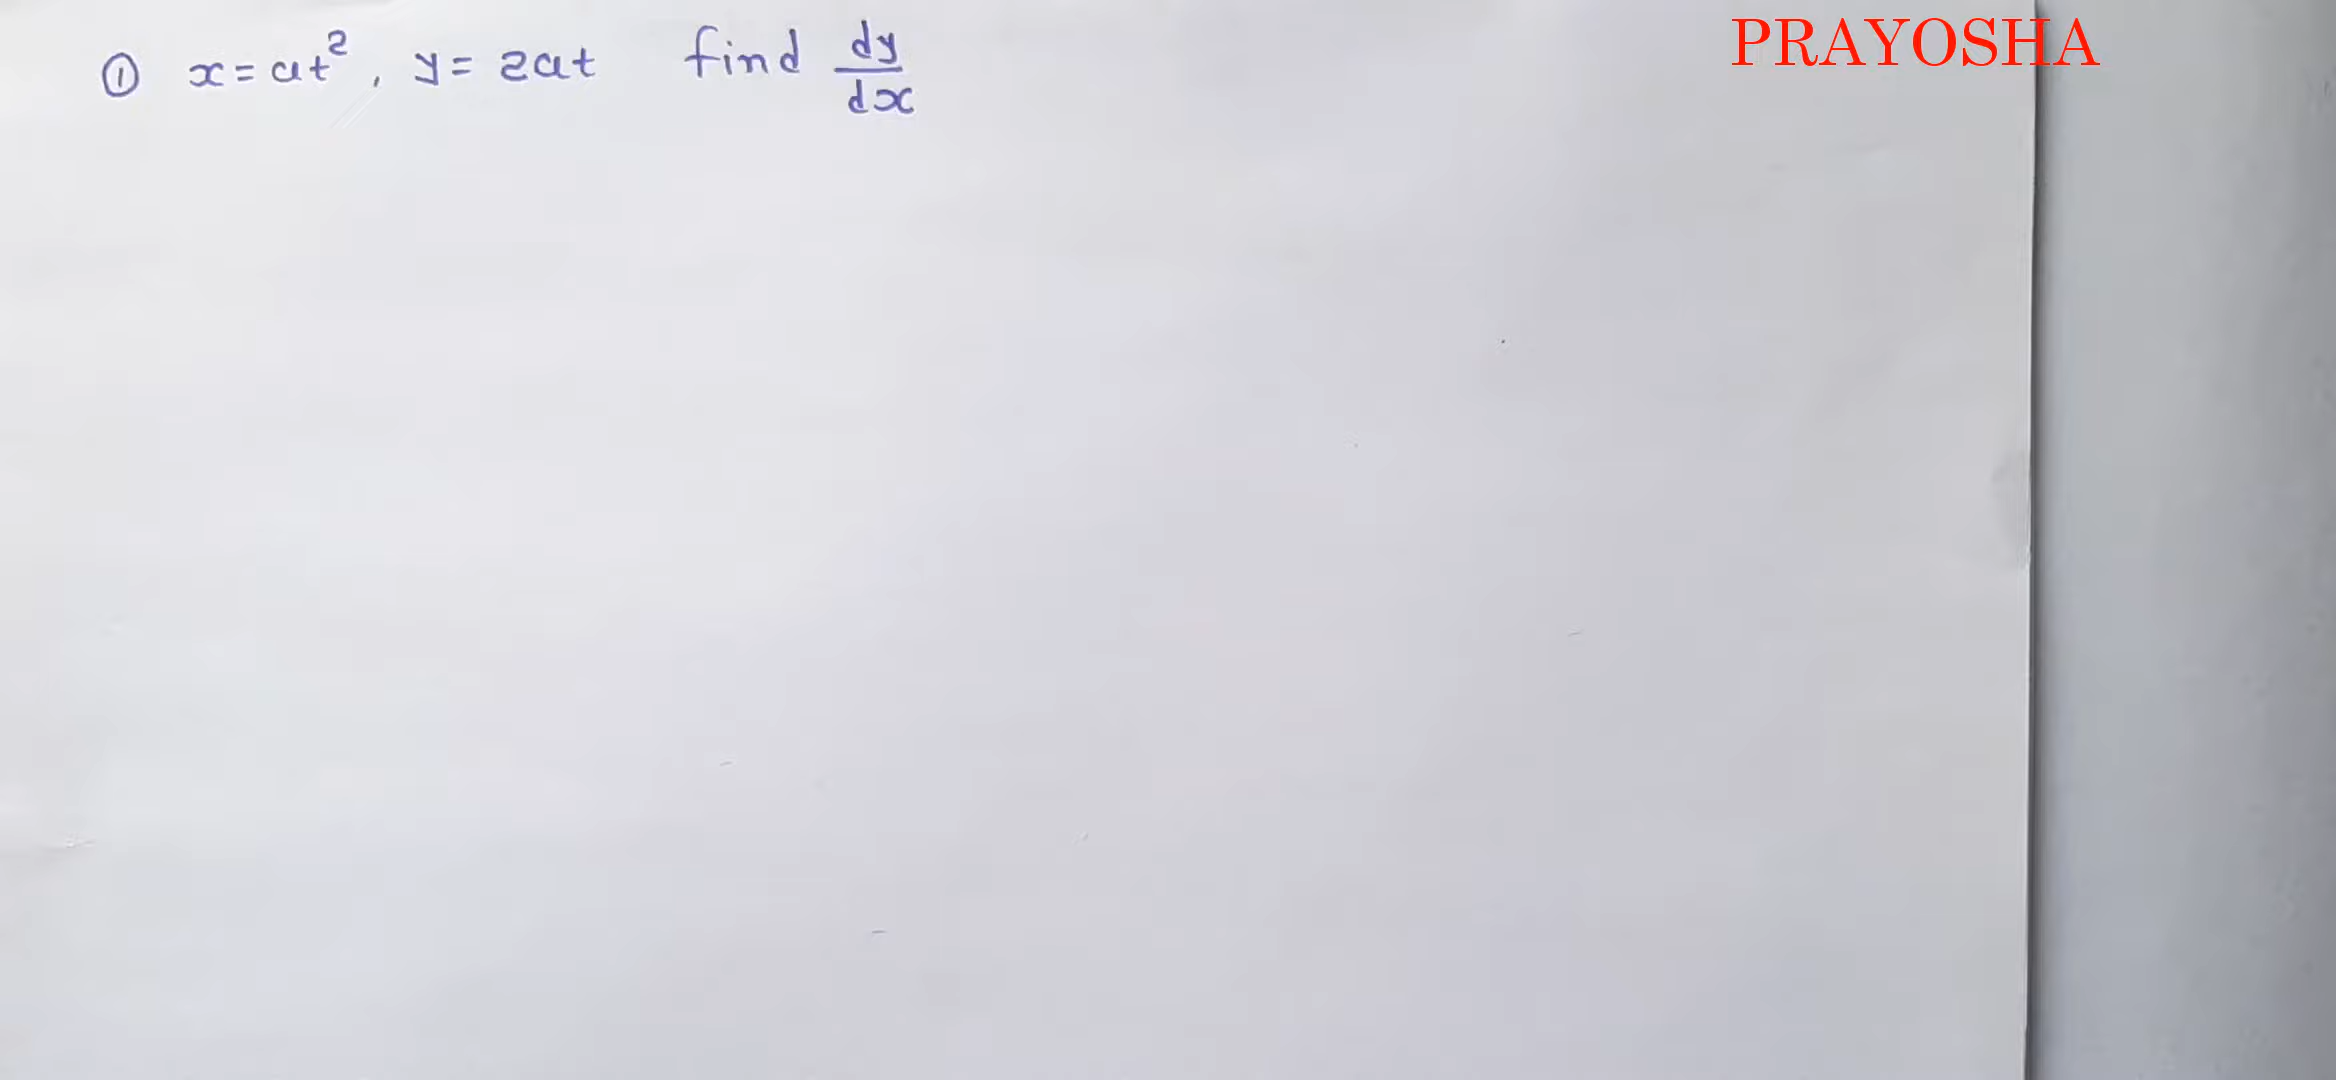 ① x = at², y = 2at find dy/dx
PRAYOSHA